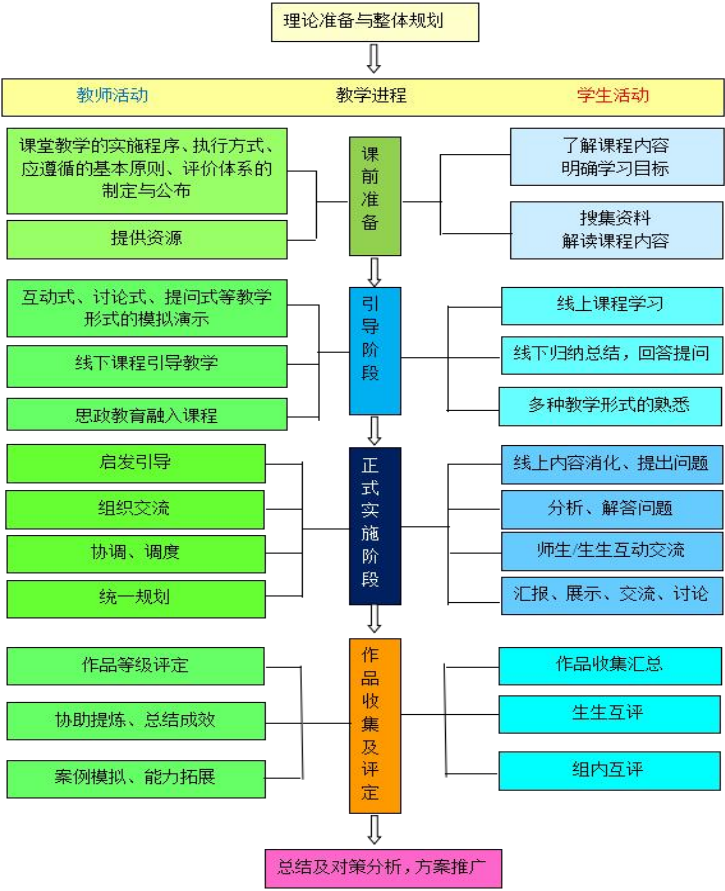 理论准备与整体规划
教师活动 教学进程 学生活动
课堂教学的实施程序、执行方式、
应遵循的基本原则、评价体系的
制定与公布
提供资源
课前准备
了解课程内容
明确学习目标
搜集资料
解读课程内容
互动式、讨论式、提问式等教学
形式的模拟演示
线下课程引导教学
思政教育融入课程
引导阶段
线上课程学习
线下归纳总结，回答提问
多种教学形式的熟悉
启发引导
组织交流
协调、调度
统一规划
正式实施阶段
线上内容消化、提出问题
分析、解答问题
师生/生生互动交流
汇报、展示、交流、讨论
作品等级评定
协助提炼、总结成效
案例模拟、能力拓展
作品收集及评定
作品收集汇总
生生互评
组内互评
总结及对策分析，方案推广